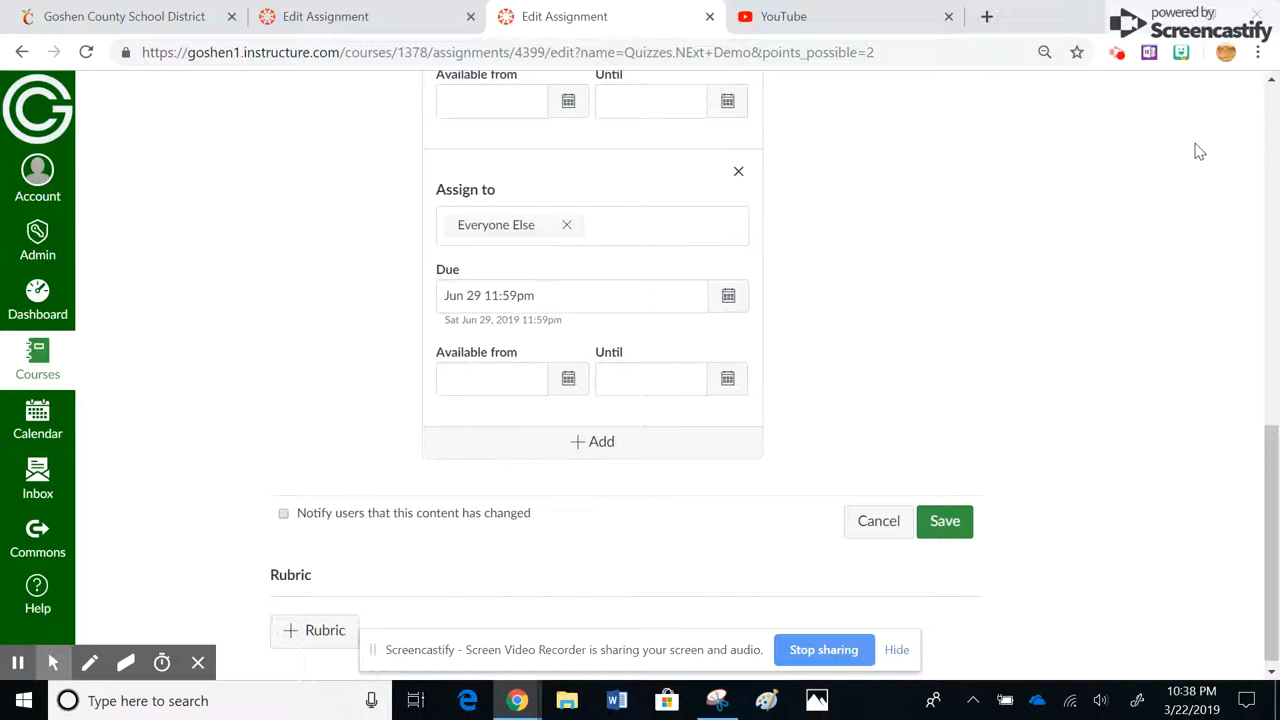 Goshen County School District
Edit Assignment
Edit Assignment
YouTube
powered by
Screencastify
https://goshen1.instructure.com/courses/1378/assignments/4399/edit?name=Quizzes.NExt+Demo&points_possible=2
Account
Admin
Dashboard
Courses
Calendar
Inbox
Commons
Help
Available from
Until
Assign to
Everyone Else
Due
Jun 29 11:59pm
Sat Jun 29, 2019 11:59pm
Available from
Until
+ Add
Notify users that this content has changed
Cancel
Save
Rubric
+ Rubric
Screencastify - Screen Video Recorder is sharing your screen and audio.
Stop sharing
Hide
Type here to search
10:38 PM
3/22/2019